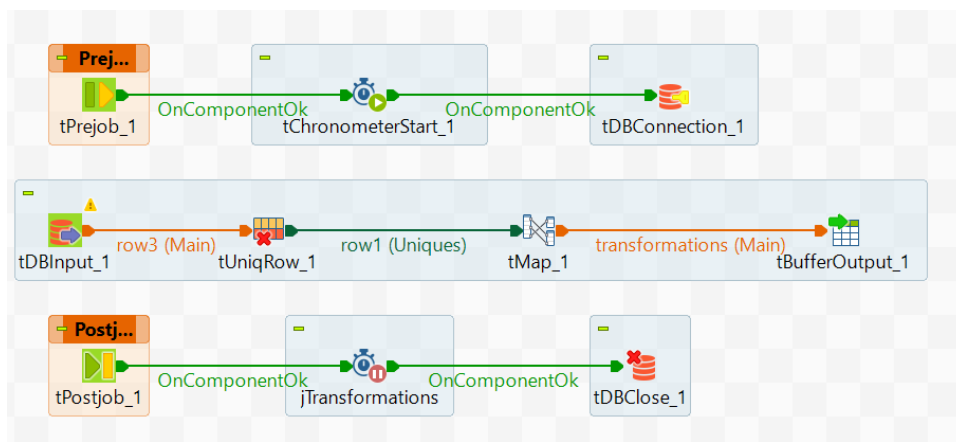 Prej...
OnComponentOk
OnComponentOk
tPrejob_1
tChronometerStart_1
tDBConnection_1
row3 (Main)
row1 (Uniques)
transformations (Main)
tDBInput_1
tUniqRow_1
tMap_1
tBufferOutput_1
Postj...
OnComponentOk
OnComponentOk
tPostjob_1
jTransformations
tDBClose_1